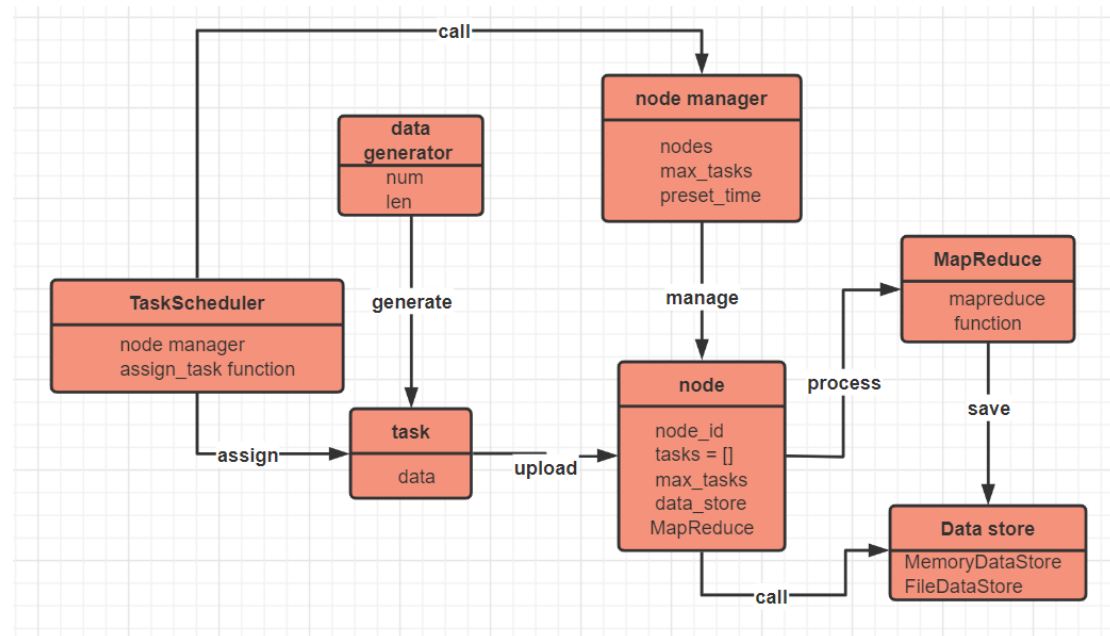 call
node manager
nodes
max_tasks
preset_time
data
generator
num
len
generate
manage
TaskScheduler
node manager
assign_task function
assign
task
data
upload
node
node_id
tasks = []
max_tasks
data_store
MapReduce
process
MapReduce
mapreduce
function
save
Data store
MemoryDataStore
FileDataStore
call